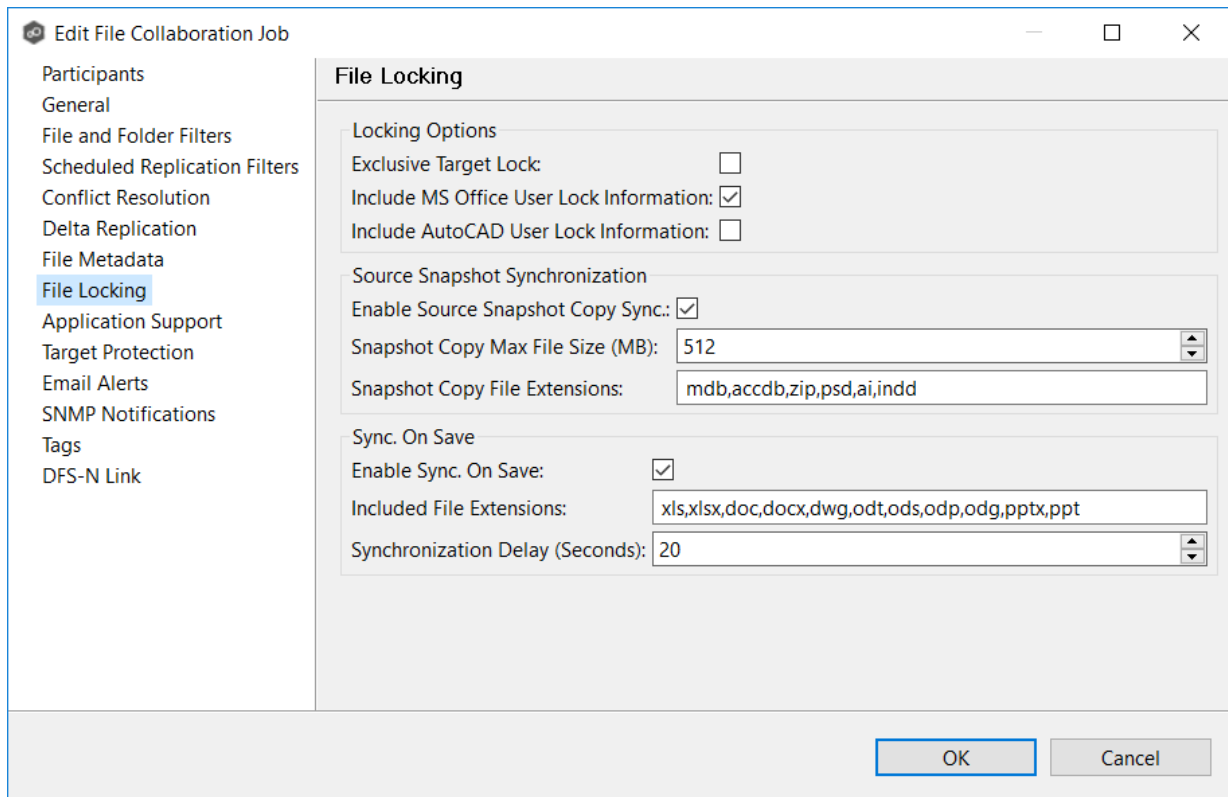 Edit File Collaboration Job
Participants
General
File and Folder Filters
Scheduled Replication Filters
Conflict Resolution
Delta Replication
File Metadata
File Locking
Application Support
Target Protection
Email Alerts
SNMP Notifications
Tags
DFS-N Link
File Locking
Locking Options
Exclusive Target Lock:
Include MS Office User Lock Information:
Include AutoCAD User Lock Information:
Source Snapshot Synchronization
Enable Source Snapshot Copy Sync.:
Snapshot Copy Max File Size (MB): 512
Snapshot Copy File Extensions: mdb,accdb,zip,psd,ai,indd
Sync. On Save
Enable Sync. On Save:
Included File Extensions: xls,xlsx,doc,docx,dwg,odt,ods,odp,odg,pptx,ppt
Synchronization Delay (Seconds): 20
OK Cancel